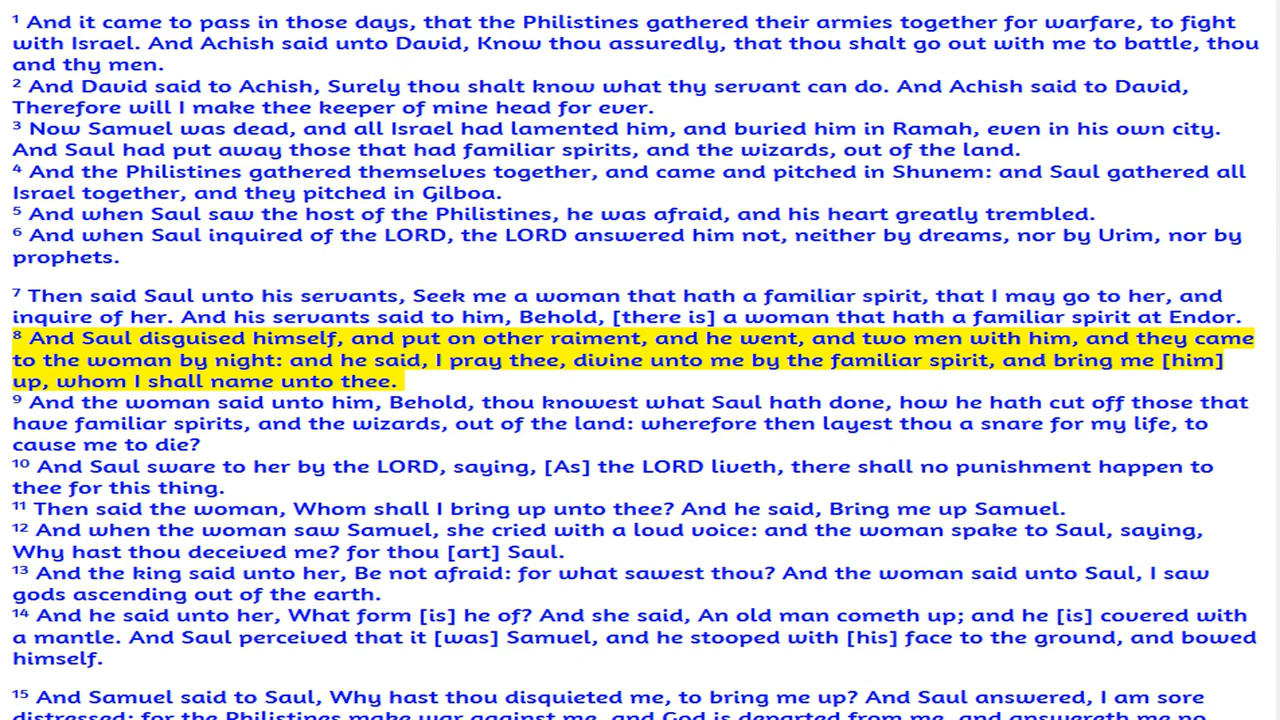 ¹ And it came to pass in those days, that the Philistines gathered their armies together for warfare, to fight
with Israel. And Achish said unto David, Know thou assuredly, that thou shalt go out with me to battle, thou
and thy men.
² And David said to Achish, Surely thou shalt know what thy servant can do. And Achish said to David,
Therefore will I make thee keeper of mine head for ever.
³ Now Samuel was dead, and all Israel had lamented him, and buried him in Ramah, even in his own city.
And Saul had put away those that had familiar spirits, and the wizards, out of the land.
⁴ And the Philistines gathered themselves together, and came and pitched in Shunem: and Saul gathered all
Israel together, and they pitched in Gilboa.
⁵ And when Saul saw the host of the Philistines, he was afraid, and his heart greatly trembled.
⁶ And when Saul inquired of the LORD, the LORD answered him not, neither by dreams, nor by Urim, nor by
prophets.
⁷ Then said Saul unto his servants, Seek me a woman that hath a familiar spirit, that I may go to her, and
inquire of her. And his servants said to him, Behold, [there is] a woman that hath a familiar spirit at Endor.
⁸ And Saul disguised himself, and put on other raiment, and he went, and two men with him, and they came
to the woman by night: and he said, I pray thee, divine unto me by the familiar spirit, and bring me [him]
up, whom I shall name unto thee.
⁹ And the woman said unto him, Behold, thou knowest what Saul hath done, how he hath cut off those that
have familiar spirits, and the wizards, out of the land: wherefore then layest thou a snare for my life, to
cause me to die?
¹⁰ And Saul sware to her by the LORD, saying, [As] the LORD liveth, there shall no punishment happen to
thee for this thing.
¹¹ Then said the woman, Whom shall I bring up unto thee? And he said, Bring me up Samuel.
¹² And when the woman saw Samuel, she cried with a loud voice: and the woman spake to Saul, saying,
Why hast thou deceived me? for thou [art] Saul.
¹³ And the king said unto her, Be not afraid: for what sawest thou? And the woman said unto Saul, I saw
gods ascending out of the earth.
¹⁴ And he said unto her, What form [is] he of? And she said, An old man cometh up; and he [is] covered with
a mantle. And Saul perceived that it [was] Samuel, and he stooped with [his] face to the ground, and bowed
himself.
¹⁵ And Samuel said to Saul, Why hast thou disquieted me, to bring me up? And Saul answered, I am sore
distressed; for the Philistines make war against me, and God is departed from me, and answereth me no